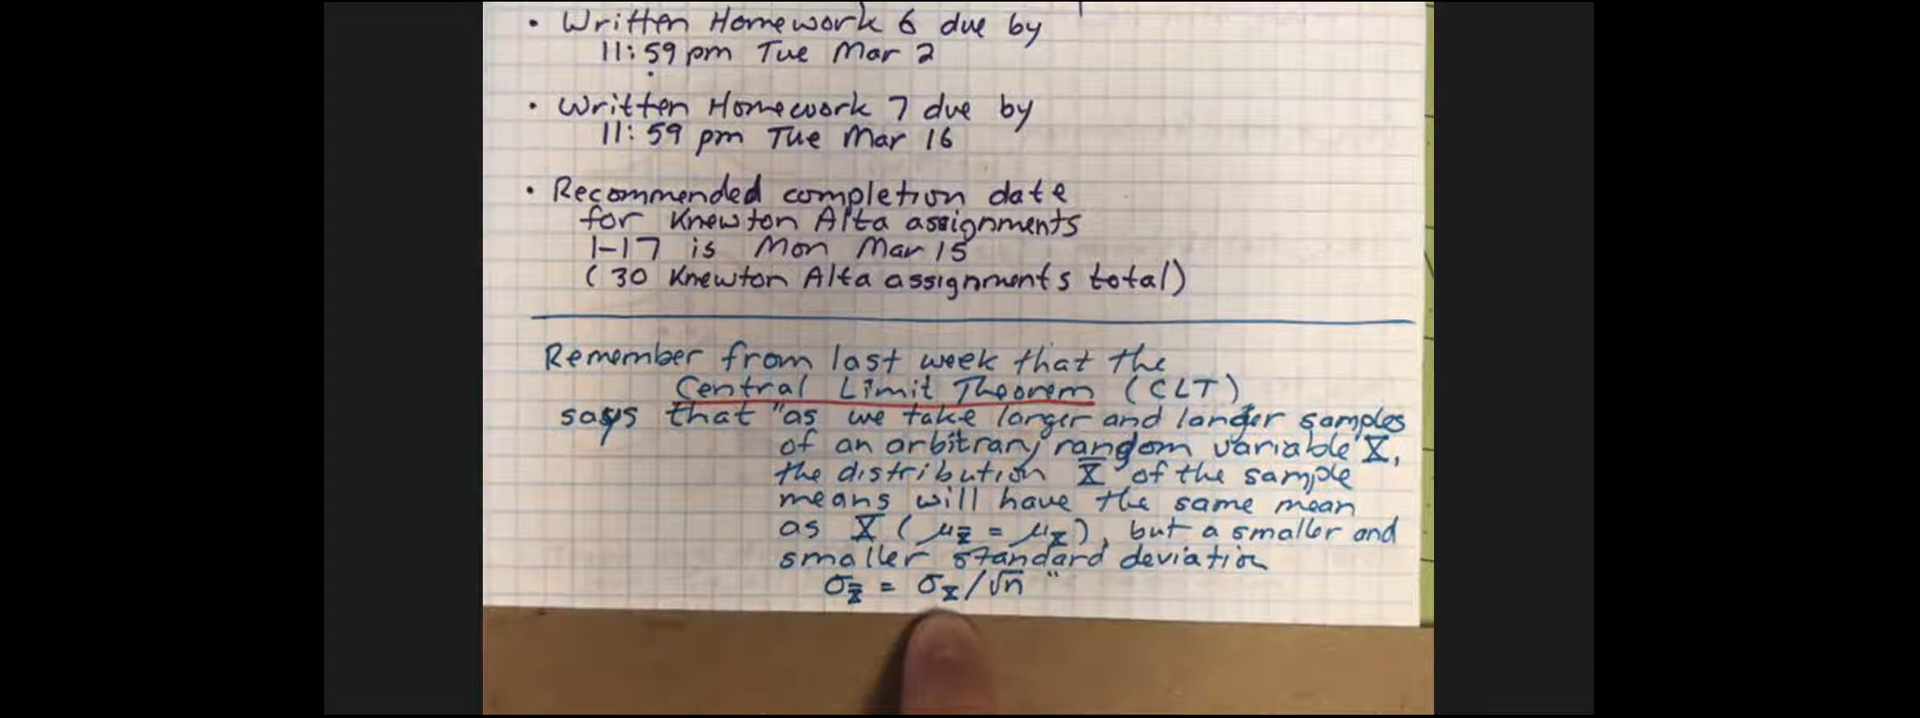 • Written Homework 6 due by
11:59 pm Tue Mar 2
• Written Homework 7 due by
11:59 pm Tue Mar 16
• Recommended completion date
for Knewton Alta assignments
1-17 is Mon Mar 15
(30 Knewton Alta assignments total)
Remember from last week that the
Central Limit Theorem (CLT)
says that "as we take larger and larger samples
of an arbitrary random variable X,
the distribution X̄ of the sample
means will have the same mean
as X (μX̄ = μX), but a smaller and
smaller standard deviation
σX̄ = σX/√n "